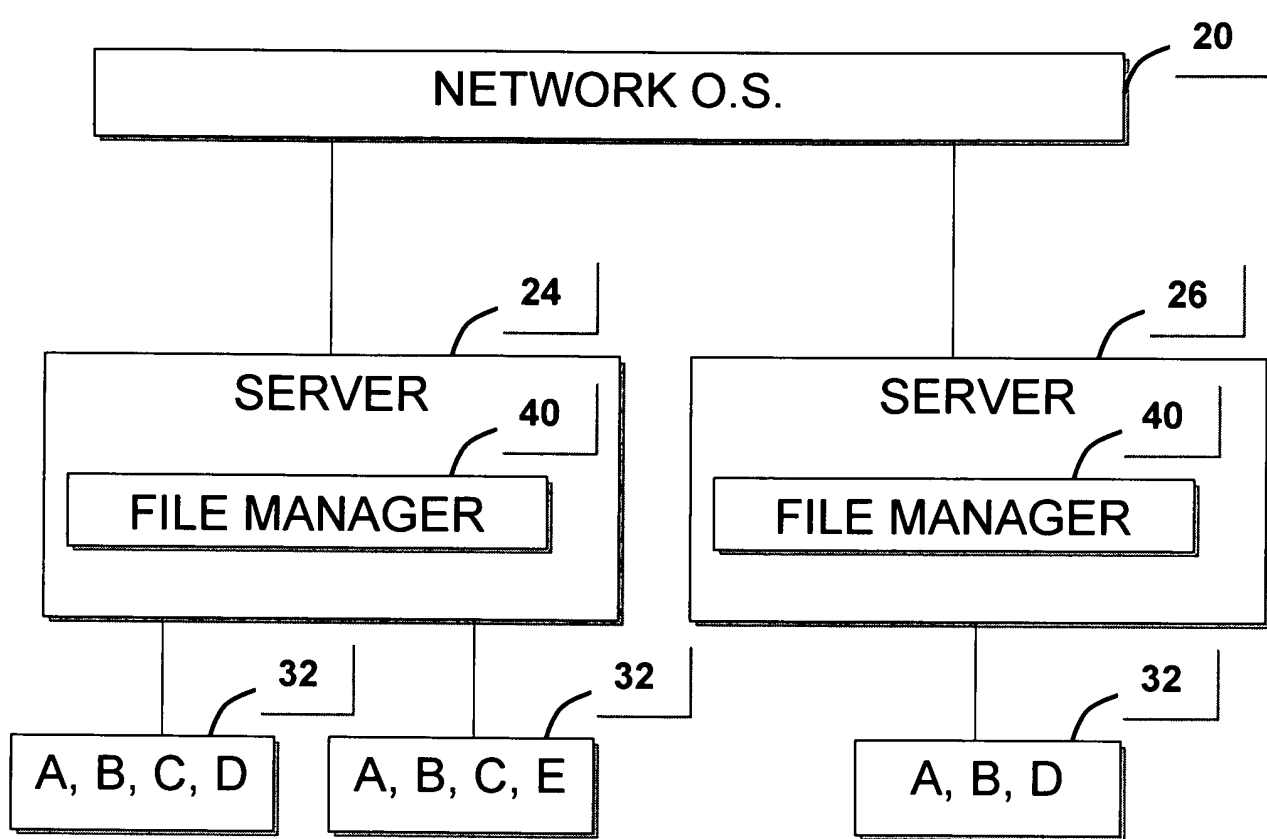 20
NETWORK O.S.
24
26
SERVER
SERVER
40
40
FILE MANAGER
FILE MANAGER
32
32
32
A, B, C, D
A, B, C, E
A, B, D